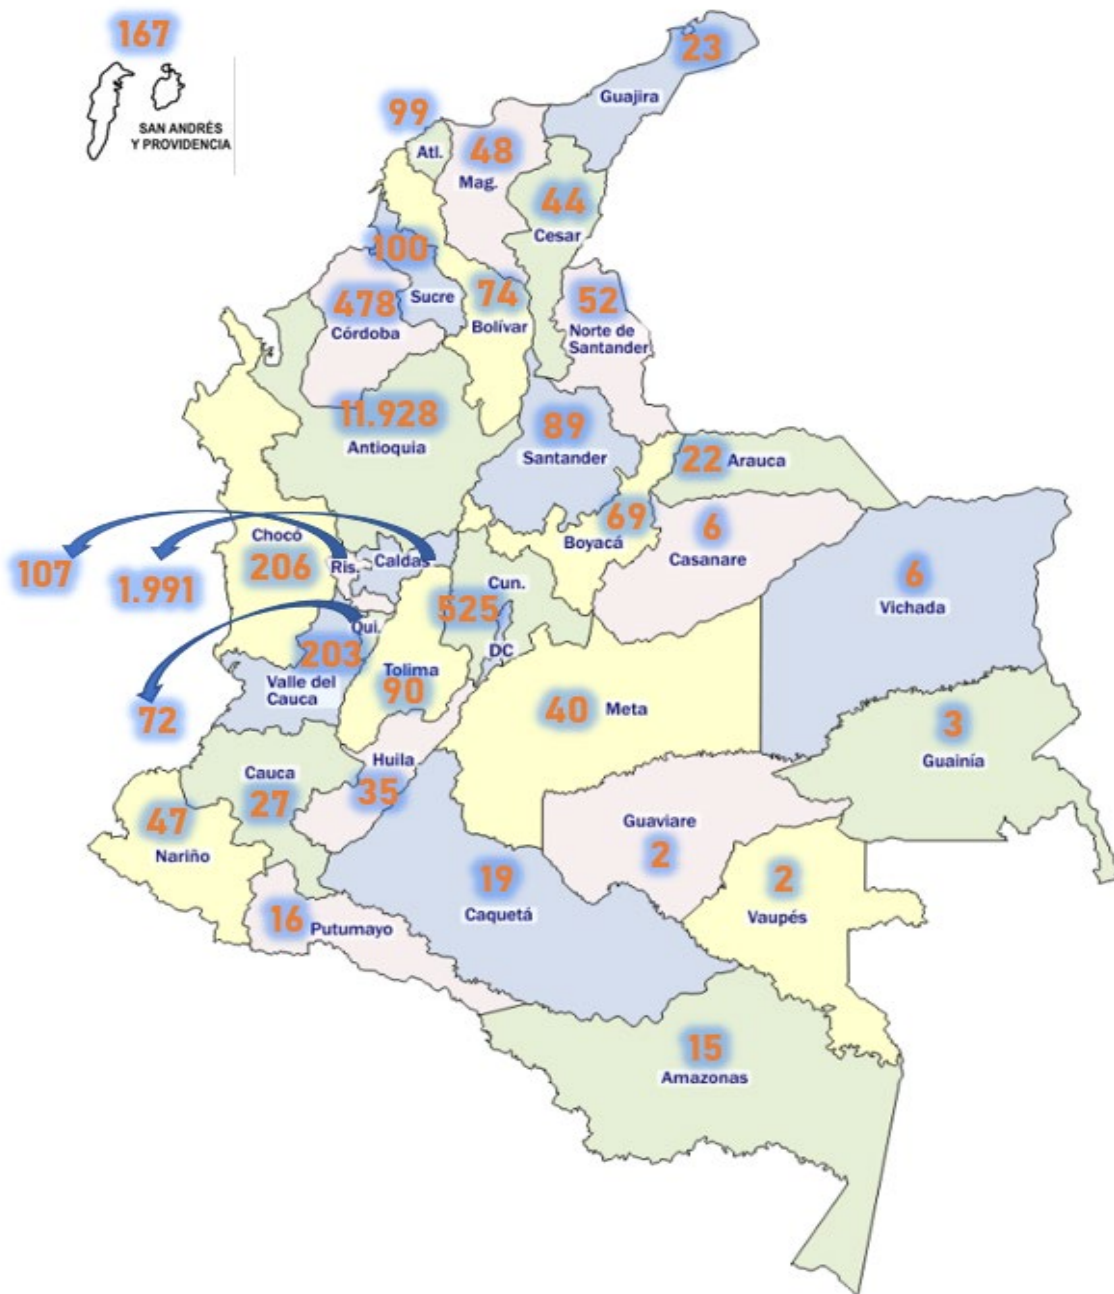 167
SAN ANDRÉS
Y PROVIDENCIA
23
Guajira
99
Atl.
48
Mag.
44
Cesar
100
Sucre
478
Córdoba
74
Bolívar
52
Norte de
Santander
11.928
Antioquia
89
Santander
22
Arauca
69
Boyacá
6
Casanare
6
Vichada
107
1.991
Chocó
206
Ris.
Caldas
Cun.
525
DC
Qui.
203
Valle del
Cauca
72
Tolima
90
40
Meta
3
Guainía
Huila
35
Cauca
27
47
Nariño
Guaviare
2
2
Vaupés
19
Caquetá
16
Putumayo
15
Amazonas